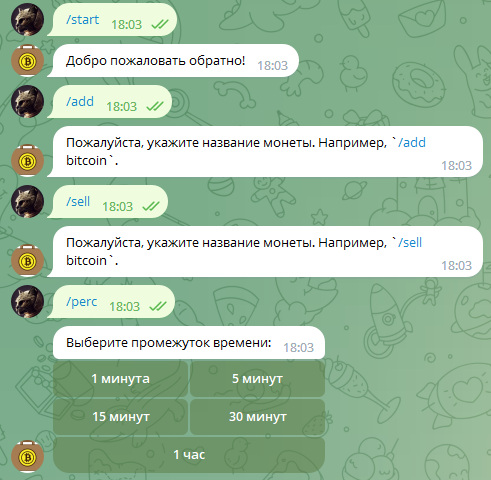 /start 18:03
Добро пожаловать обратно! 18:03
/add 18:03
Пожалуйста, укажите название монеты. Например, `/add
bitcoin`. 18:03
/sell 18:03
Пожалуйста, укажите название монеты. Например, `/sell
bitcoin`. 18:03
/perc 18:03
Выберите промежуток времени: 18:03
1 минута 5 минут
15 минут 30 минут
1 час